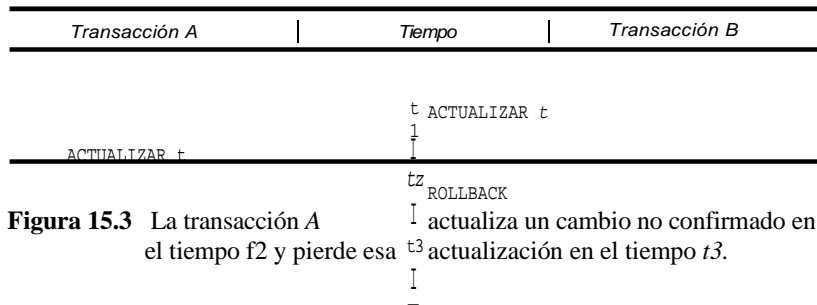 Transacción A | Tiempo | Transacción B
t ACTUALIZAR t
1
I
ACTUALIZAR t
tz ROLLBACK
Figura 15.3 La transacción A I actualiza un cambio no confirmado en
el tiempo f2 y pierde esa t3 actualización en el tiempo t3.
I